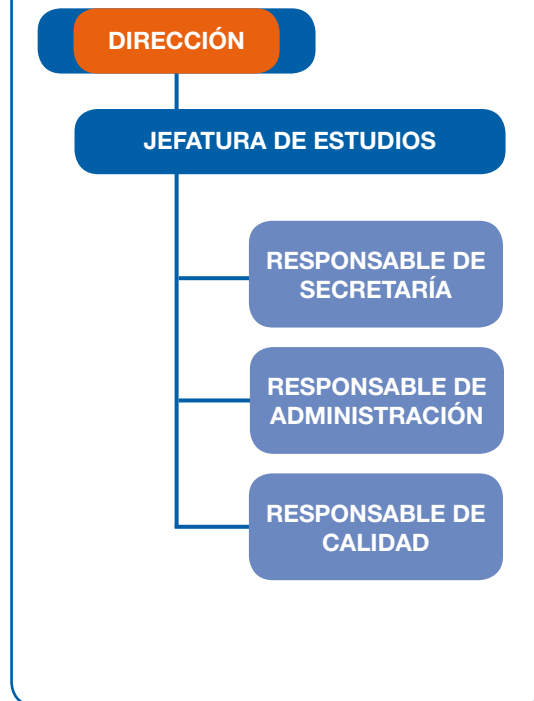 DIRECCIÓN
JEFATURA DE ESTUDIOS
RESPONSABLE DE
SECRETARÍA
RESPONSABLE DE
ADMINISTRACIÓN
RESPONSABLE DE
CALIDAD